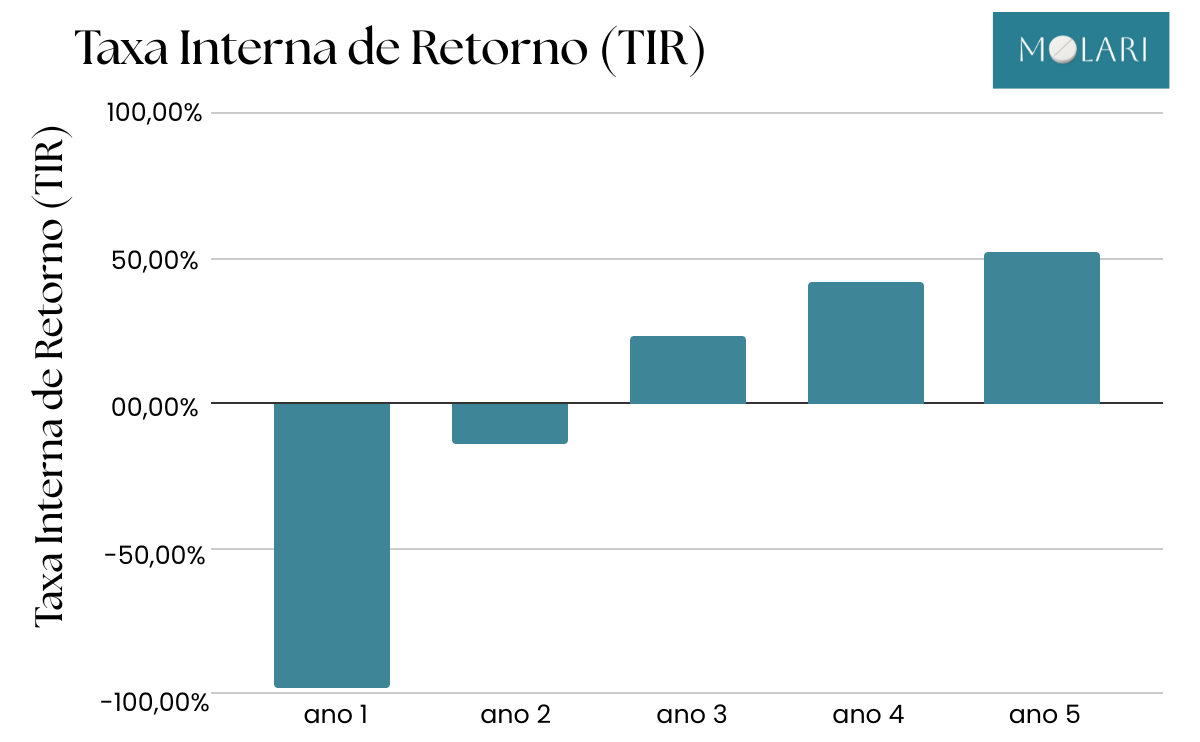 Taxa Interna de Retorno (TIR)
MOLARI
Taxa Interna de Retorno (TIR)
100,00%
50,00%
00,00%
-50,00%
-100,00%
ano 1
ano 2
ano 3
ano 4
ano 5